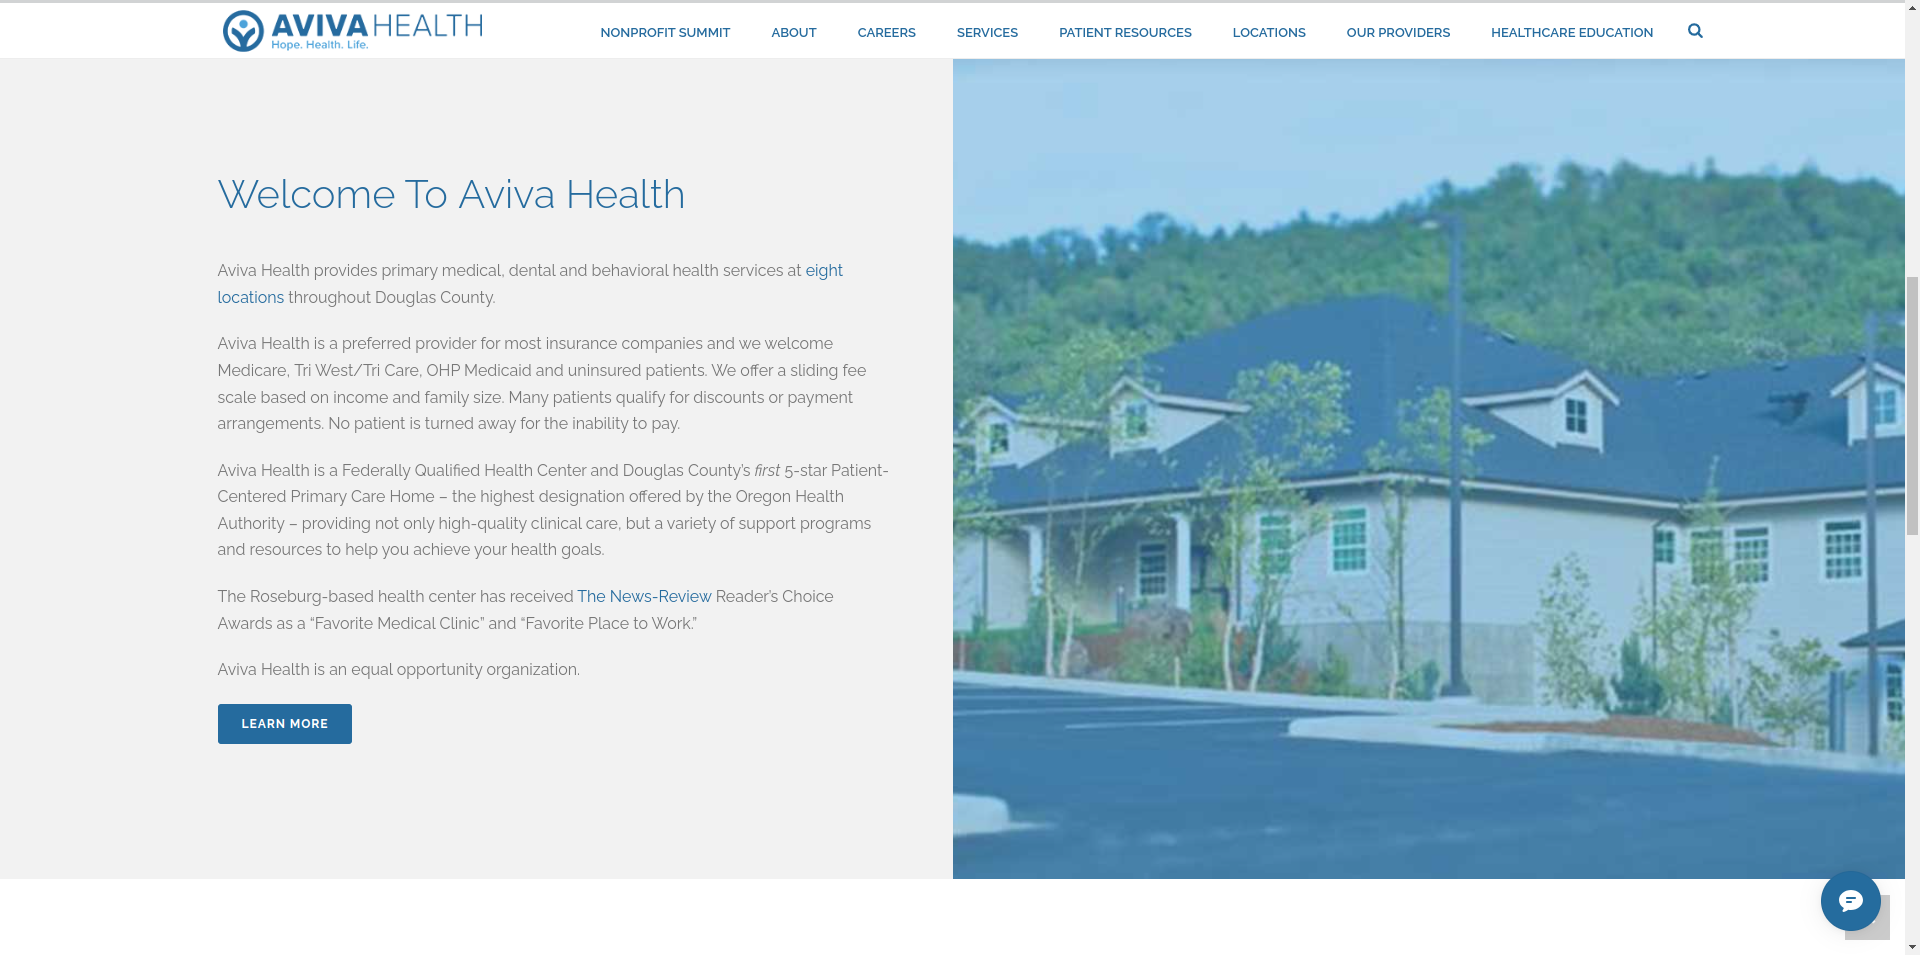 AVIVA HEALTH
Hope. Health. Life.
NONPROFIT SUMMIT
ABOUT
CAREERS
SERVICES
PATIENT RESOURCES
LOCATIONS
OUR PROVIDERS
HEALTHCARE EDUCATION
Welcome To Aviva Health
Aviva Health provides primary medical, dental and behavioral health services at eight
locations throughout Douglas County.
Aviva Health is a preferred provider for most insurance companies and we welcome
Medicare, Tri West/Tri Care, OHP Medicaid and uninsured patients. We offer a sliding fee
scale based on income and family size. Many patients qualify for discounts or payment
arrangements. No patient is turned away for the inability to pay.
Aviva Health is a Federally Qualified Health Center and Douglas County’s first 5-star Patient-
Centered Primary Care Home – the highest designation offered by the Oregon Health
Authority – providing not only high-quality clinical care, but a variety of support programs
and resources to help you achieve your health goals.
The Roseburg-based health center has received The News-Review Reader’s Choice
Awards as a “Favorite Medical Clinic” and “Favorite Place to Work.”
Aviva Health is an equal opportunity organization.
LEARN MORE